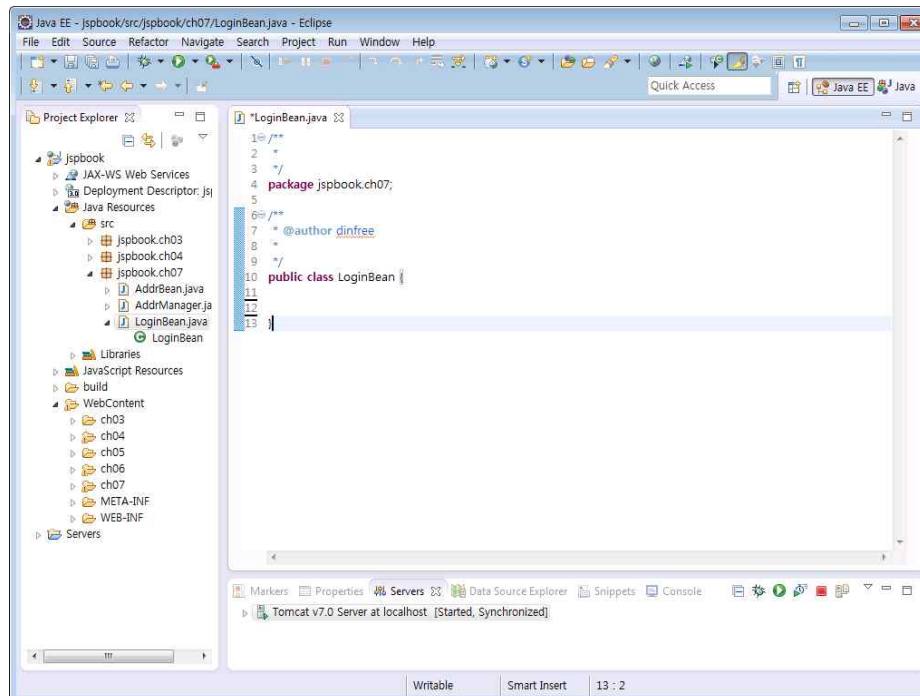 Java EE - jspbook/src/jspbook/ch07/LoginBean.java - Eclipse
File Edit Source Refactor Navigate Search Project Run Window Help
Quick Access
Java EE
Java
Project Explorer
jspbook
JAX-WS Web Services
Deployment Descriptor: jsp
Java Resources
src
jspbook.ch03
jspbook.ch04
jspbook.ch07
AddrBean.java
AddrManager.ja
LoginBean.java
LoginBean
Libraries
JavaScript Resources
build
WebContent
ch03
ch04
ch05
ch06
ch07
META-INF
WEB-INF
Servers
*LoginBean.java
1 /**
2 *
3 */
4 package jspbook.ch07;
5
6 /**
7 * @author dinfree
8 *
9 */
10 public class LoginBean {
11
12
13 }
Markers Properties Servers Data Source Explorer Snippets Console
Tomcat v7.0 Server at localhost [Started, Synchronized]
Writable Smart Insert 13 : 2